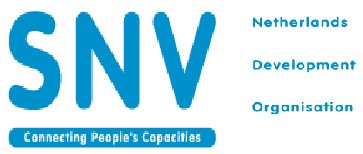 SNV
Connecting People's Capacities
Netherlands
Development
Organisation